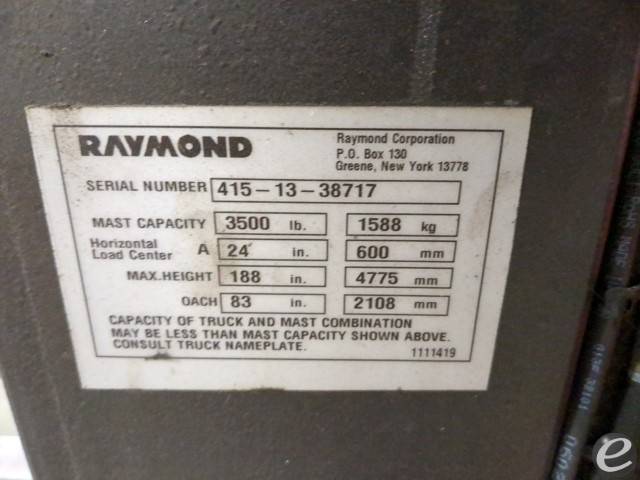 RAYMOND
Raymond Corporation
P.O. Box 130
Greene, New York 13778
SERIAL NUMBER 415-13-38717
MAST CAPACITY 3500 lb. 1588 kg
Horizontal
Load Center A 24 in. 600 mm
MAX. HEIGHT 188 in. 4775 mm
OACH 83 in. 2108 mm
CAPACITY OF TRUCK AND MAST COMBINATION
MAY BE LESS THAN MAST CAPACITY SHOWN ABOVE.
CONSULT TRUCK NAMEPLATE.
1111419
e